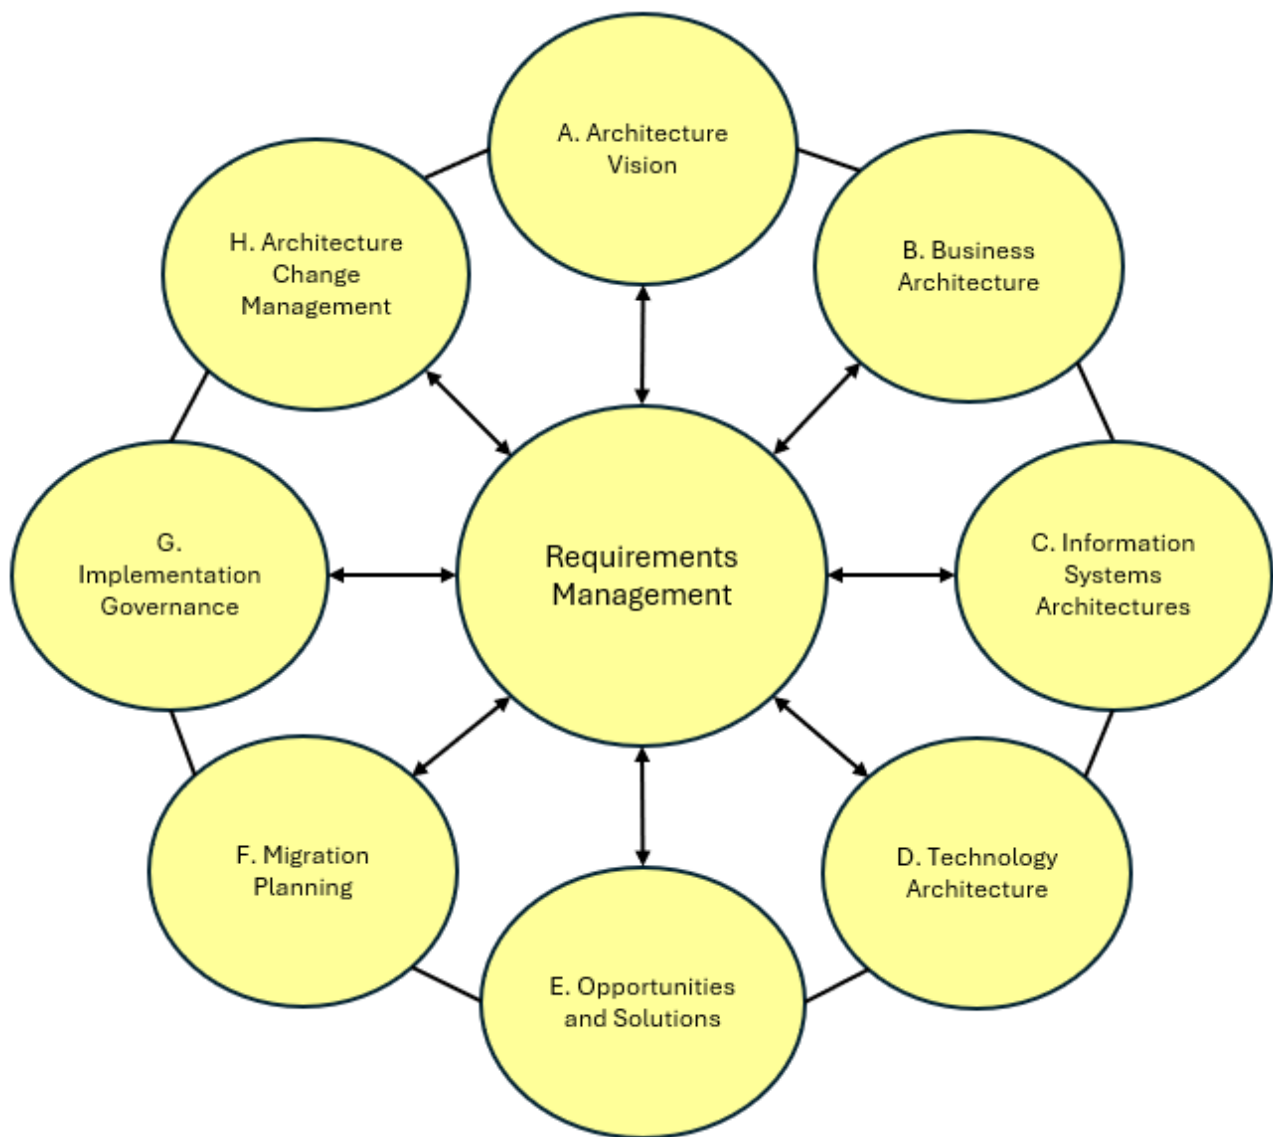 A. Architecture
Vision
B. Business
Architecture
C. Information
Systems
Architectures
D. Technology
Architecture
E. Opportunities
and Solutions
F. Migration
Planning
G.
Implementation
Governance
H. Architecture
Change
Management
Requirements
Management